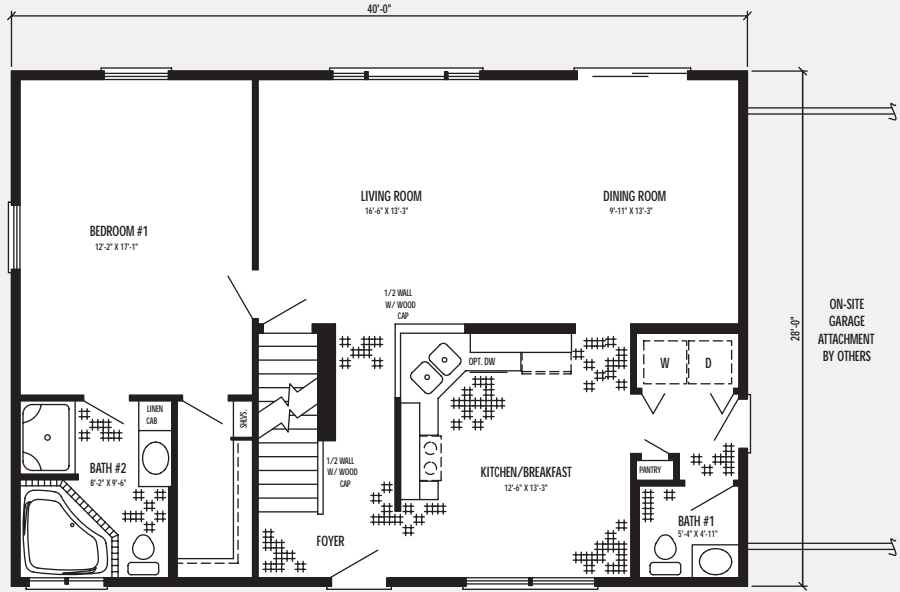 40'-0"
LIVING ROOM
16'-6" X 13'-3"
DINING ROOM
9'-11" X 13'-3"
BEDROOM #1
12'-2" X 17'-1"
1/2 WALL
W/ WOOD
CAP
28'-0"
ON-SITE
GARAGE
ATTACHMENT
BY OTHERS
OPT. DW
W
D
LINEN
CAB
SHLVS.
BATH #2
8'-2" X 9'-6"
1/2 WALL
W/ WOOD
CAP
KITCHEN/BREAKFAST
12'-6" X 13'-3"
PANTRY
FOYER
BATH #1
5'-4" X 4'-11"